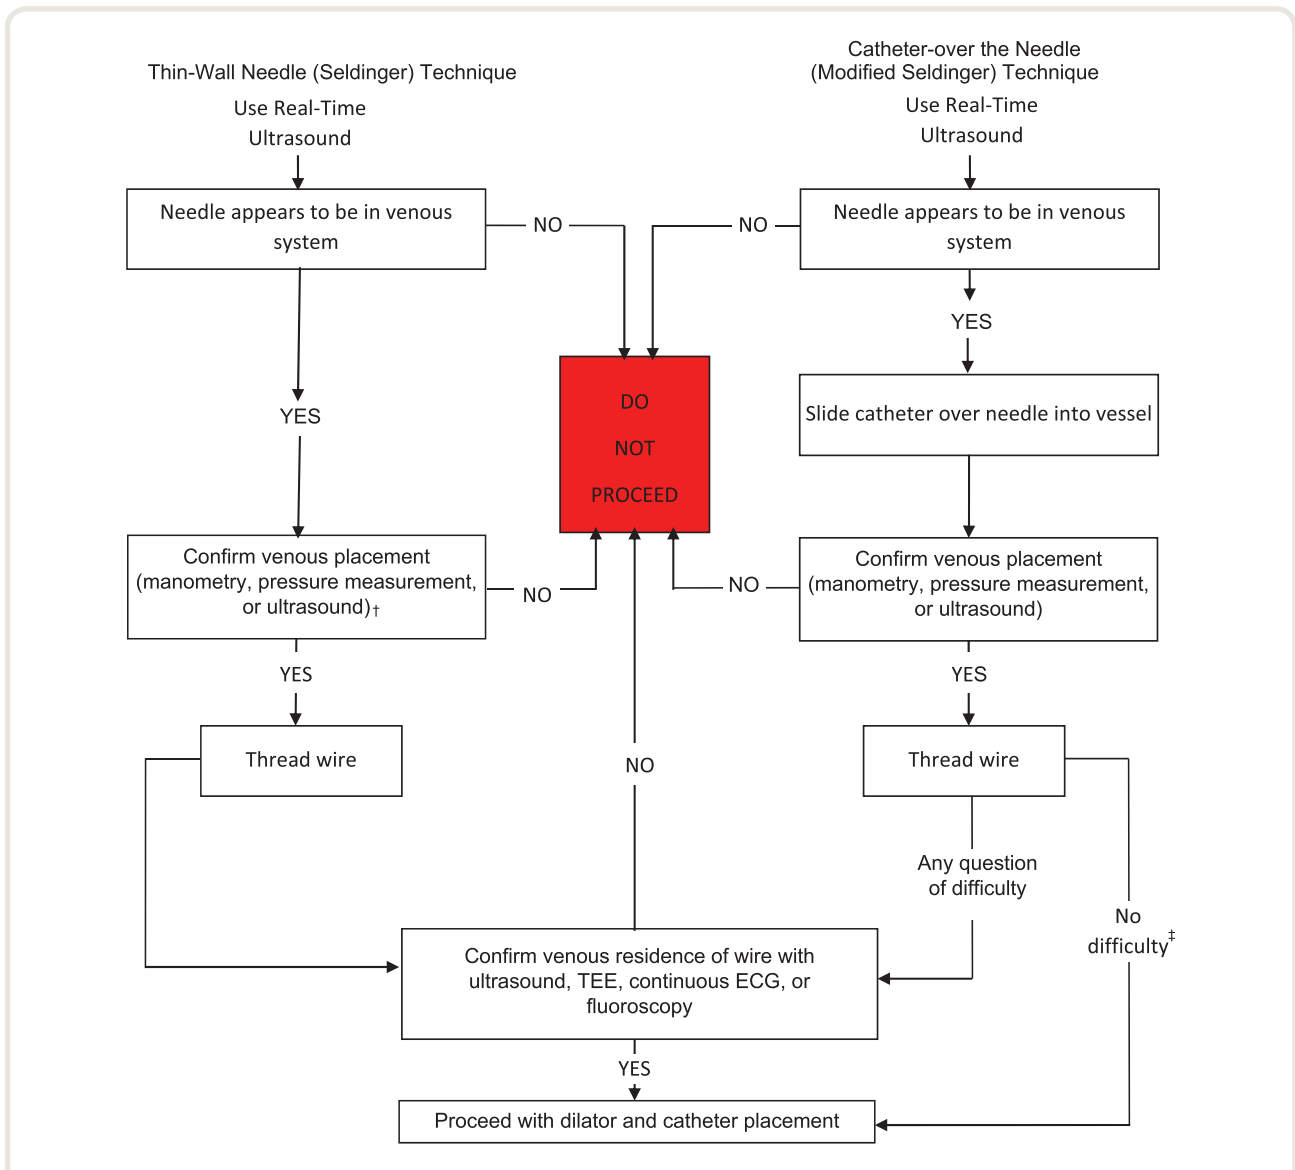 Thin-Wall Needle (Seldinger) Technique
Use Real-Time
Ultrasound
Catheter-over the Needle
(Modified Seldinger) Technique
Use Real-Time
Ultrasound
Needle appears to be in venous
system
NO
NO
Needle appears to be in venous
system
YES
YES
Slide catheter over needle into vessel
DO
NOT
PROCEED
Confirm venous placement
(manometry, pressure measurement,
or ultrasound)†
NO
NO
Confirm venous placement
(manometry, pressure measurement,
or ultrasound)
YES
YES
Thread wire
Thread wire
NO
Any question
of difficulty
No
difficulty‡
Confirm venous residence of wire with
ultrasound, TEE, continuous ECG, or
fluoroscopy
YES
Proceed with dilator and catheter placement